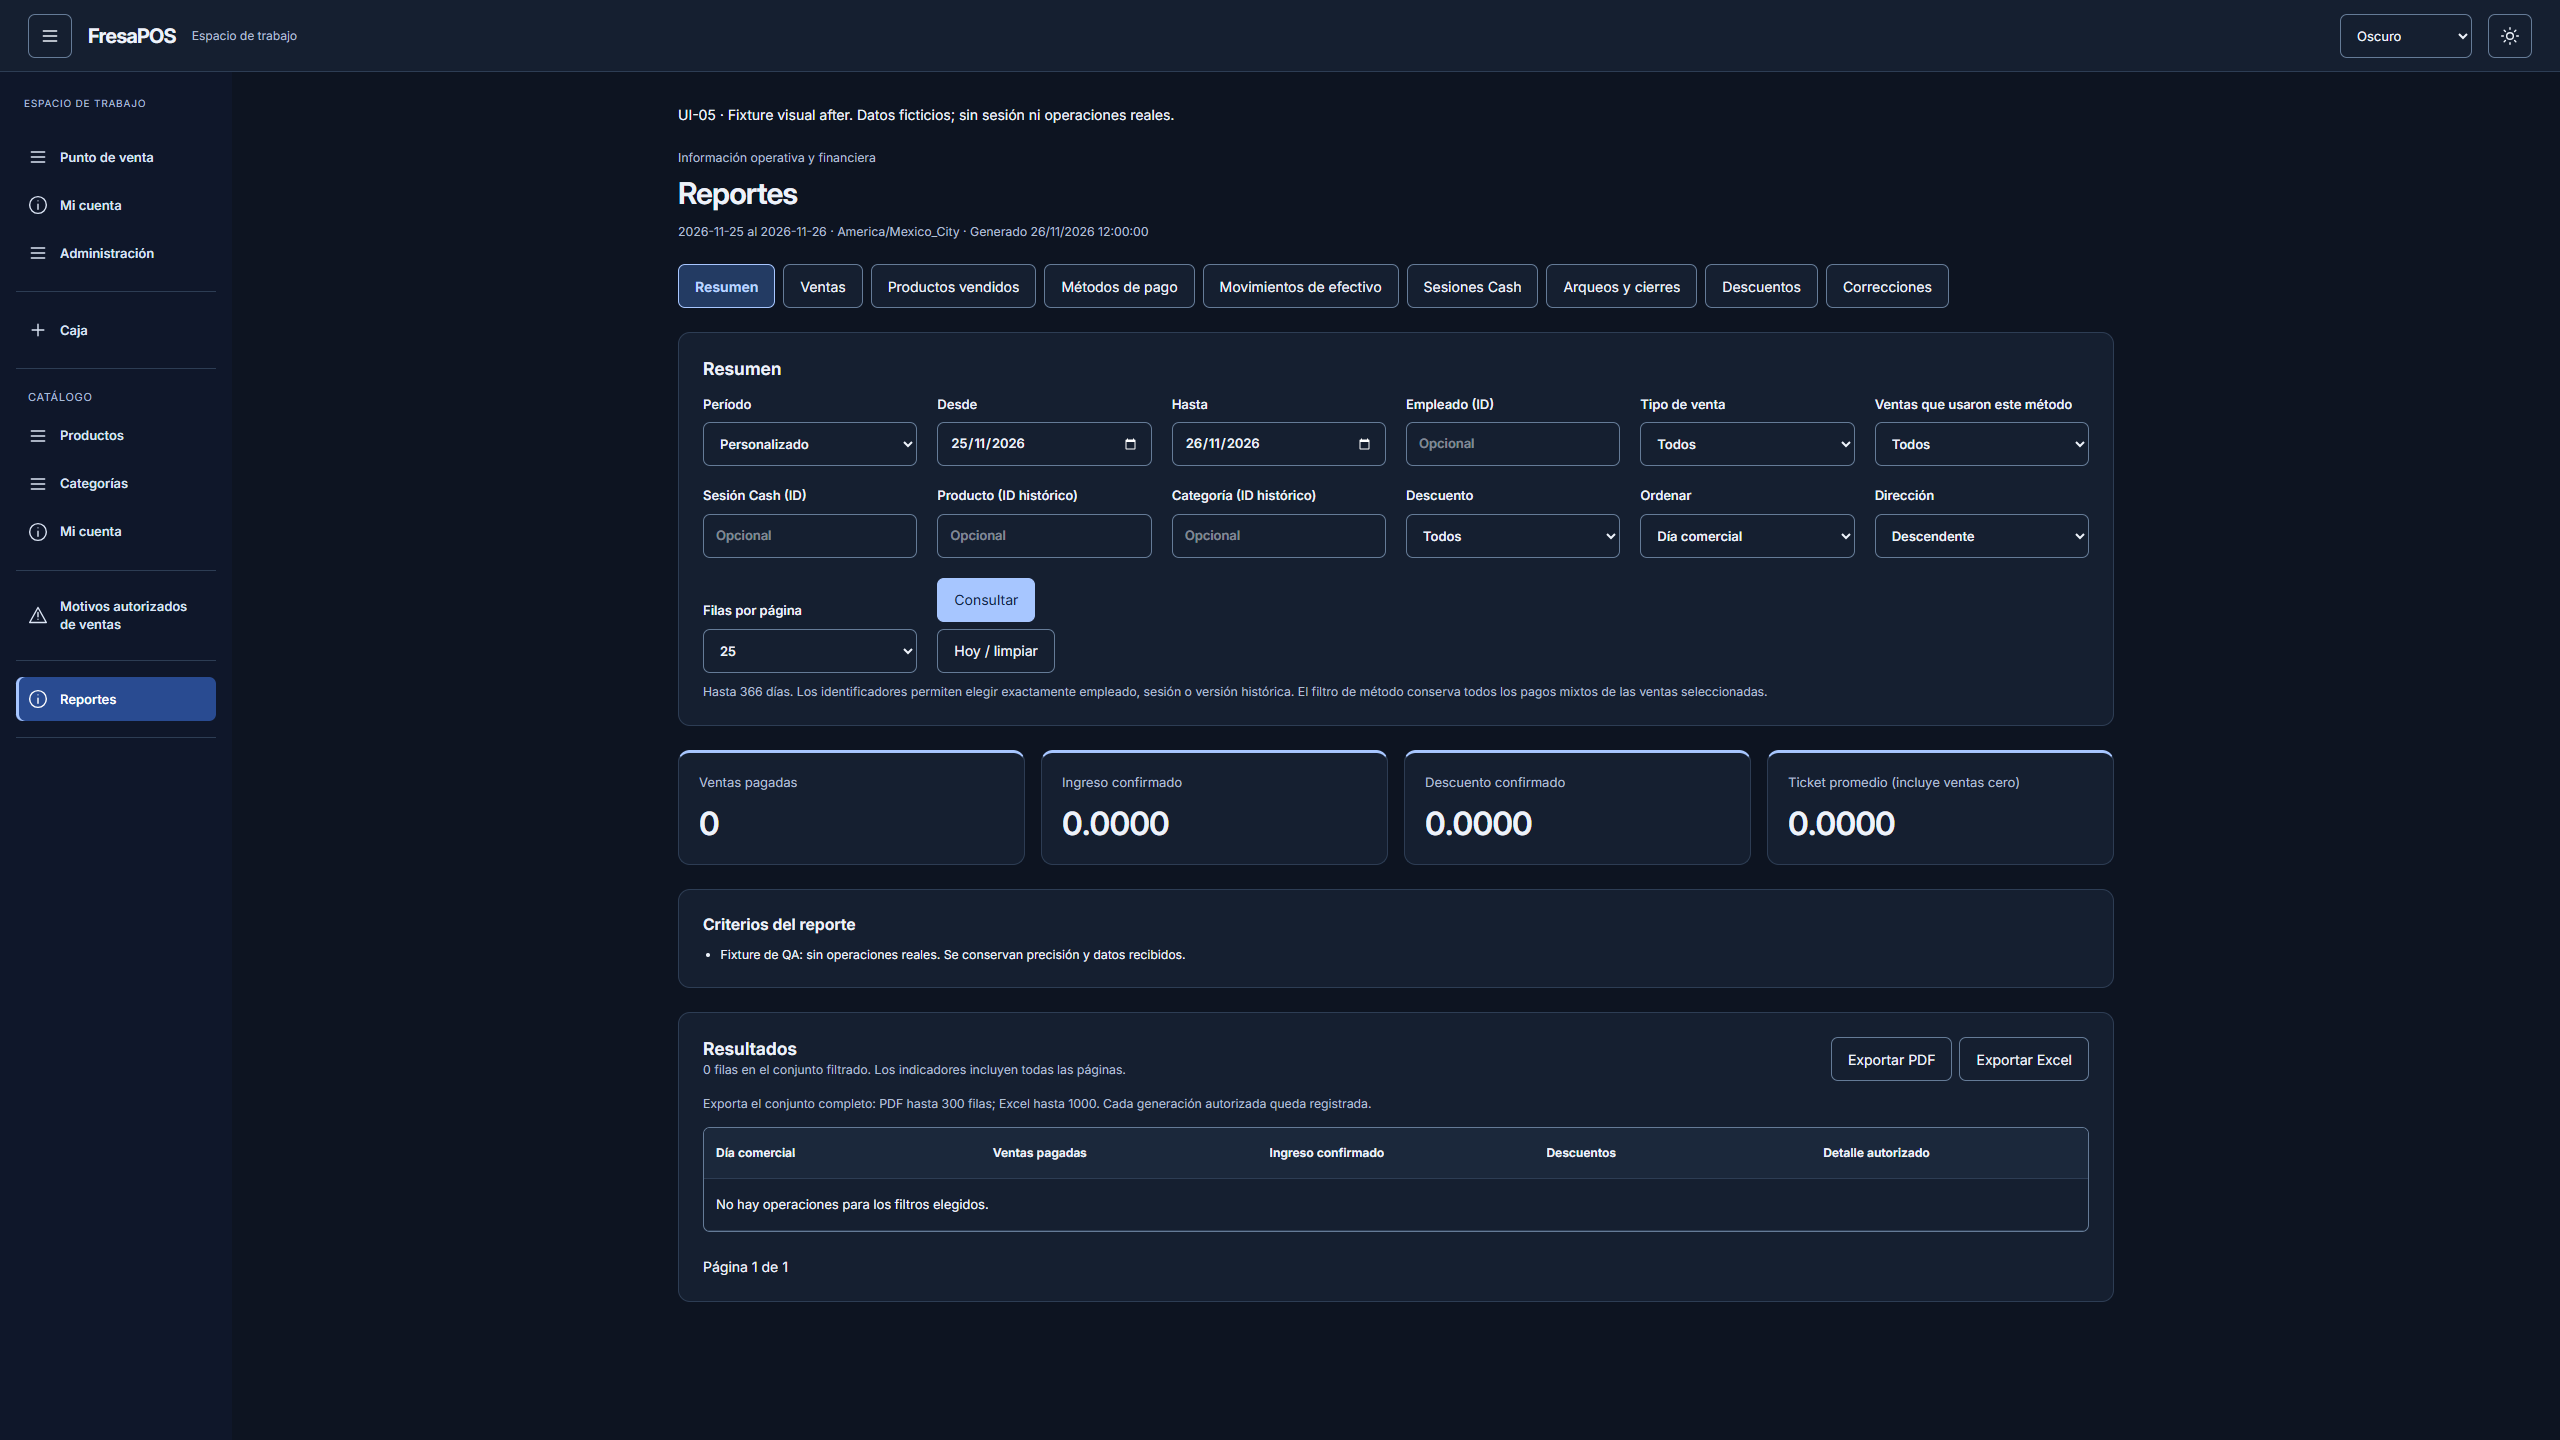 FresaPOS
Espacio de trabajo
Oscuro
ESPACIO DE TRABAJO
Punto de venta
Mi cuenta
Administración
Caja
CATÁLOGO
Productos
Categorías
Mi cuenta
Motivos autorizados
de ventas
Reportes
UI-05 · Fixture visual after. Datos ficticios; sin sesión ni operaciones reales.
Información operativa y financiera
Reportes
2026-11-25 al 2026-11-26 · America/Mexico_City · Generado 26/11/2026 12:00:00
Resumen Ventas Productos vendidos Métodos de pago Movimientos de efectivo Sesiones Cash Arqueos y cierres Descuentos Correcciones
Resumen
Período Desde Hasta Empleado (ID) Tipo de venta Ventas que usaron este método
Personalizado 25/11/2026 26/11/2026 Opcional Todos Todos
Sesión Cash (ID) Producto (ID histórico) Categoría (ID histórico) Descuento Ordenar Dirección
Opcional Opcional Opcional Todos Día comercial Descendente
Consultar
Filas por página
25 Hoy / limpiar
Hasta 366 días. Los identificadores permiten elegir exactamente empleado, sesión o versión histórica. El filtro de método conserva todos los pagos mixtos de las ventas seleccionadas.
Ventas pagadas Ingreso confirmado Descuento confirmado Ticket promedio (incluye ventas cero)
0 0.0000 0.0000 0.0000
Criterios del reporte
• Fixture de QA: sin operaciones reales. Se conservan precisión y datos recibidos.
Resultados
0 filas en el conjunto filtrado. Los indicadores incluyen todas las páginas.
Exportar PDF Exportar Excel
Exporta el conjunto completo: PDF hasta 300 filas; Excel hasta 1000. Cada generación autorizada queda registrada.
Día comercial Ventas pagadas Ingreso confirmado Descuentos Detalle autorizado
No hay operaciones para los filtros elegidos.
Página 1 de 1